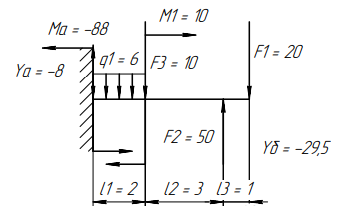 M1 = 10
Ma = -88
Ya = -8
q1 = 6
F3 = 10
F1 = 20
F2 = 50
Yб = -29,5
l1 = 2
l2 = 3
l3 = 1